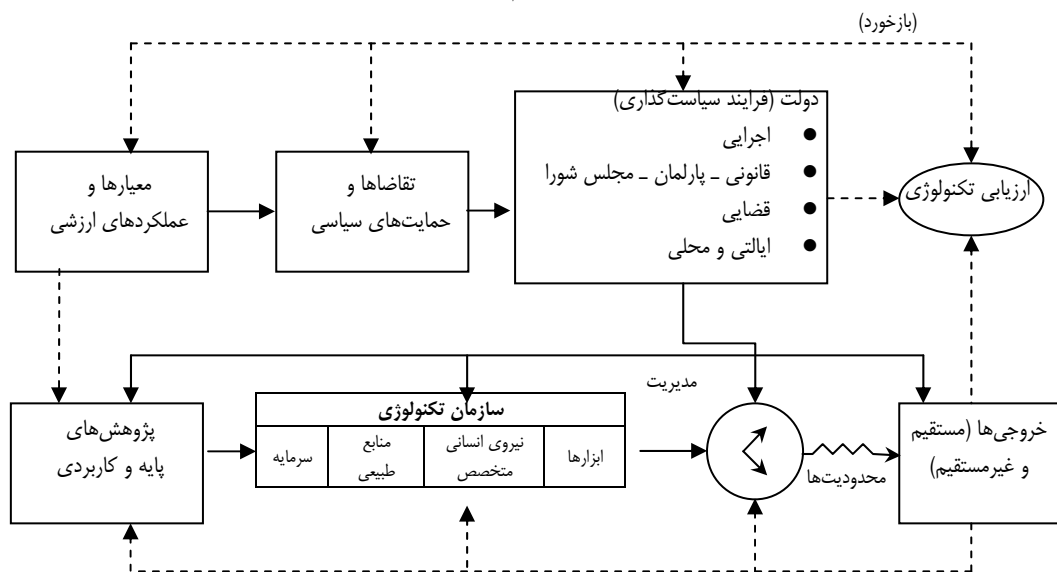 (بازخورد)
دولت (فرایند سیاست‌گذاری)
● اجرایی
● قانونی ـ پارلمان ـ مجلس شورا
● قضایی
● ایالتی و محلی
معیارها و
عملکردهای ارزشی
تقاضاها و
حمایت‌های سیاسی
ارزیابی تکنولوژی
مدیریت
پژوهش‌های
پایه و کاربردی
سازمان تکنولوژی
ابزارها
نیروی انسانی
متخصص
منابع
طبیعی
سرمایه
محدودیت‌ها
خروجی‌ها (مستقیم
و غیرمستقیم)